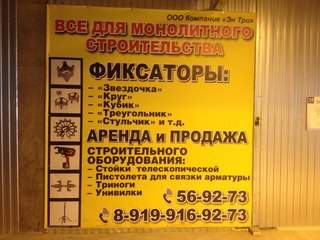 ООО Компания «Эн Тра»
ВСЕ ДЛЯ МОНОЛИТНОГО
СТРОИТЕЛЬСТВА
ФИКСАТОРЫ:
– «Звездочка»
– «Круг»
– «Кубик»
– «Треугольник»
– «Стульчик» и т.д.
АРЕНДА и ПРОДАЖА
СТРОИТЕЛЬНОГО
ОБОРУДОВАНИЯ:
– Стойки телескопической
– Пистолета для связки арматуры
– Триноги
– Унивилки
56-92-73
8-919-916-92-73